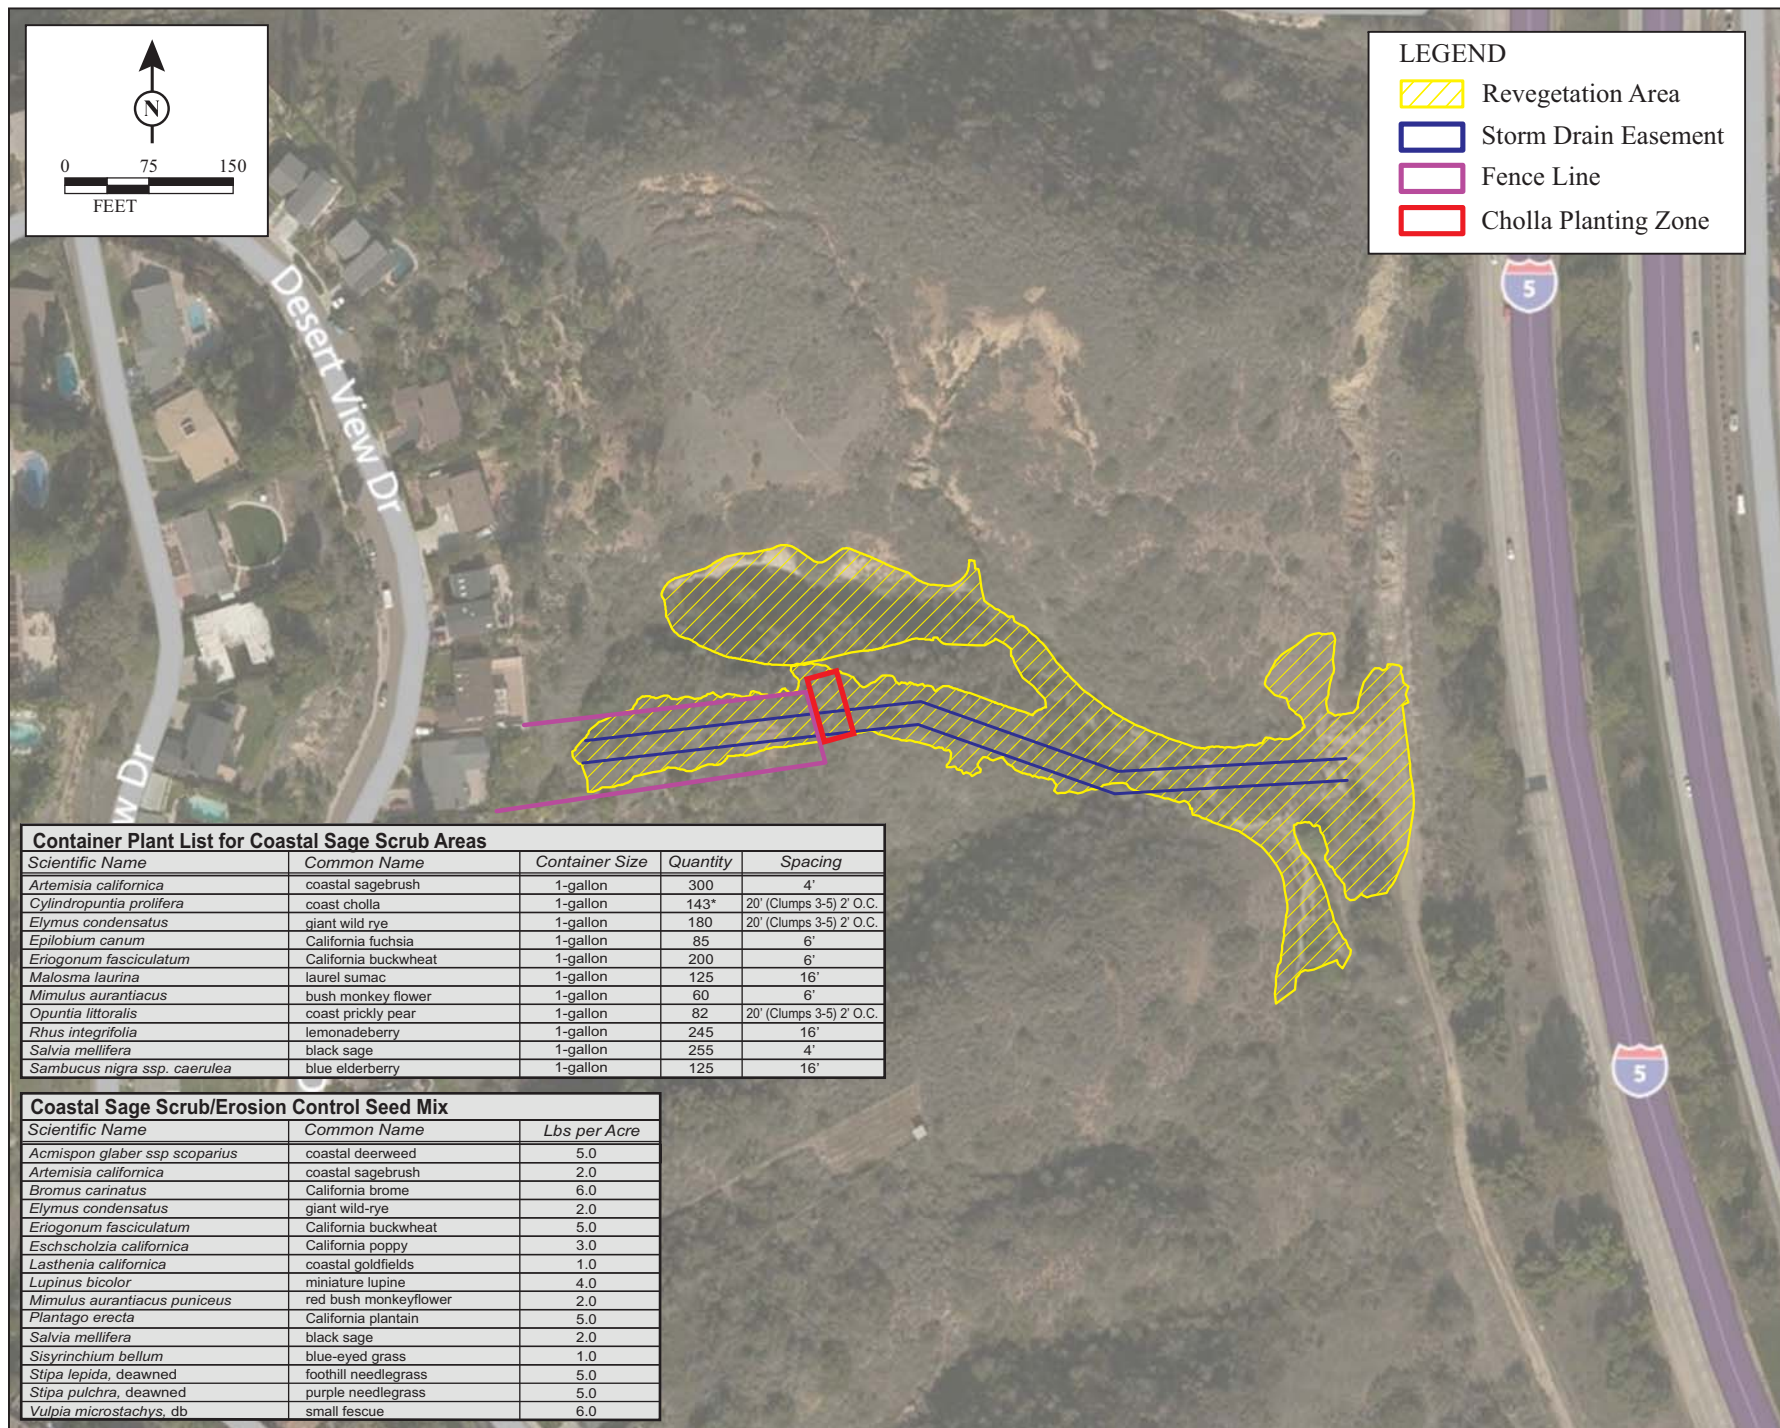 N
0 75 150
FEET
LEGEND
Revegetation Area
Storm Drain Easement
Fence Line
Cholla Planting Zone
5
Desert View Dr
w Dr
5
Container Plant List for Coastal Sage Scrub Areas
Scientific Name Common Name Container Size Quantity Spacing
Artemisia californica coastal sagebrush 1-gallon 300 4'
Cylindropuntia prolifera coast cholla 1-gallon 143* 20' (Clumps 3-5) 2' O.C.
Elymus condensatus giant wild rye 1-gallon 180 20' (Clumps 3-5) 2' O.C.
Epilobium canum California fuchsia 1-gallon 85 6'
Eriogonum fasciculatum California buckwheat 1-gallon 200 6'
Malosma laurina laurel sumac 1-gallon 125 16'
Mimulus aurantiacus bush monkey flower 1-gallon 60 6'
Opuntia littoralis coast prickly pear 1-gallon 82 20' (Clumps 3-5) 2' O.C.
Rhus integrifolia lemonadeberry 1-gallon 245 16'
Salvia mellifera black sage 1-gallon 255 4'
Sambucus nigra ssp. caerulea blue elderberry 1-gallon 125 16'
Coastal Sage Scrub/Erosion Control Seed Mix
Scientific Name Common Name Lbs per Acre
Acmispon glaber ssp scoparius coastal deerweed 5.0
Artemisia californica coastal sagebrush 2.0
Bromus carinatus California brome 6.0
Elymus condensatus giant wild-rye 2.0
Eriogonum fasciculatum California buckwheat 5.0
Eschscholzia californica California poppy 3.0
Lasthenia californica coastal goldfields 1.0
Lupinus bicolor miniature lupine 4.0
Mimulus aurantiacus puniceus red bush monkeyflower 2.0
Plantago erecta California plantain 5.0
Salvia mellifera black sage 2.0
Sisyrinchium bellum blue-eyed grass 1.0
Stipa lepida, deawned foothill needlegrass 5.0
Stipa pulchra, deawned purple needlegrass 5.0
Vulpia microstachys, db small fescue 6.0